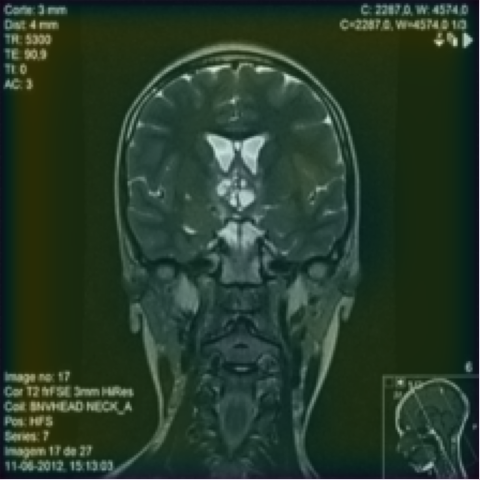 Corte: 3 mm
Dist: 4 mm
TR: 5300
TE: 90,9
TI: 0
AC: 3
C: 2287,0, W: 4574,0
C=2287,0, W=4574,0 1/3
Image no: 17
Cor T2 frFSE 3mm HiRes
Coil: 8NVHEAD NECK_A
Pos: HFS
Series: 7
Imagem 17 de 27
11-06-2012, 15:13:03
6